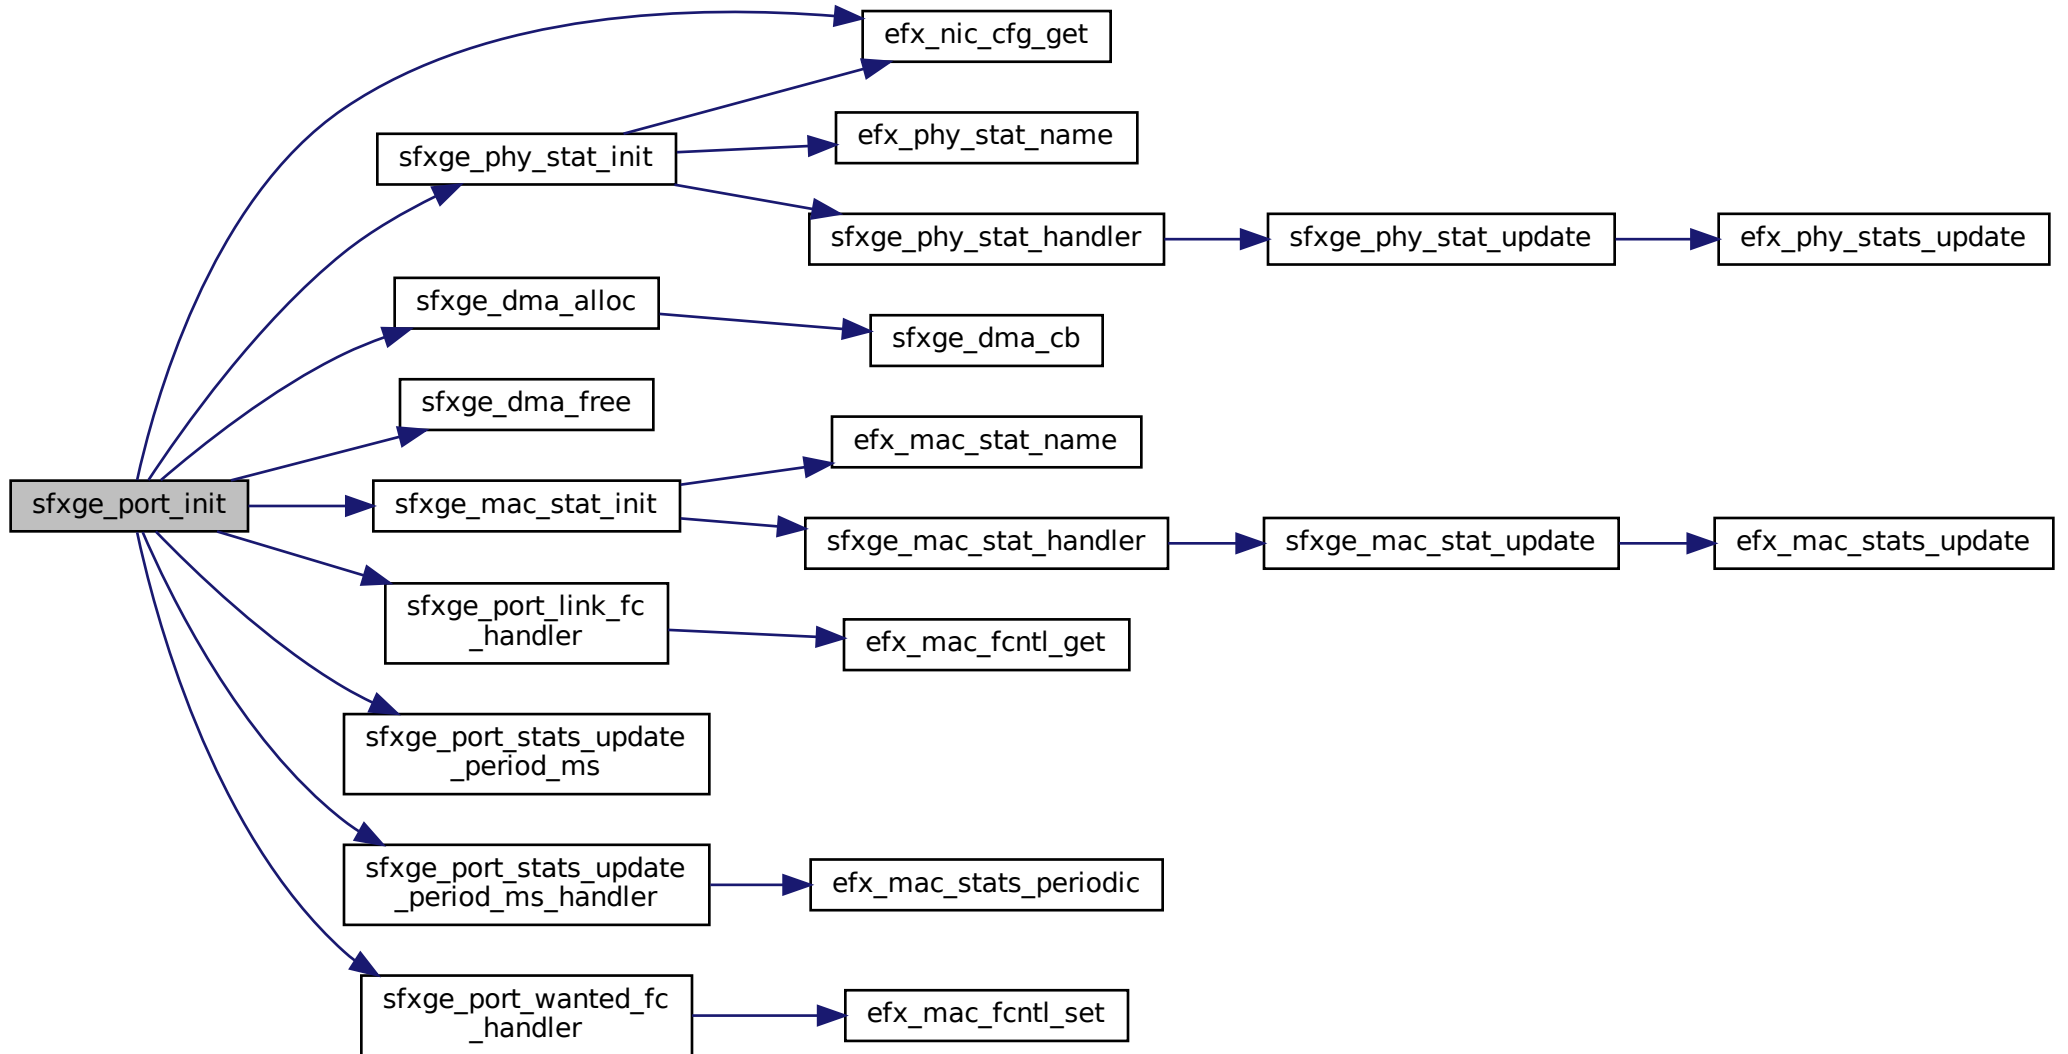 efx_nic_cfg_get
efx_phy_stat_name
sfxge_phy_stat_init
sfxge_phy_stat_handler
sfxge_phy_stat_update
efx_phy_stats_update
sfxge_dma_alloc
sfxge_dma_cb
sfxge_dma_free
efx_mac_stat_name
sfxge_port_init
sfxge_mac_stat_init
sfxge_mac_stat_handler
sfxge_mac_stat_update
efx_mac_stats_update
sfxge_port_link_fc
_handler
efx_mac_fcntl_get
sfxge_port_stats_update
_period_ms
sfxge_port_stats_update
_period_ms_handler
efx_mac_stats_periodic
sfxge_port_wanted_fc
_handler
efx_mac_fcntl_set